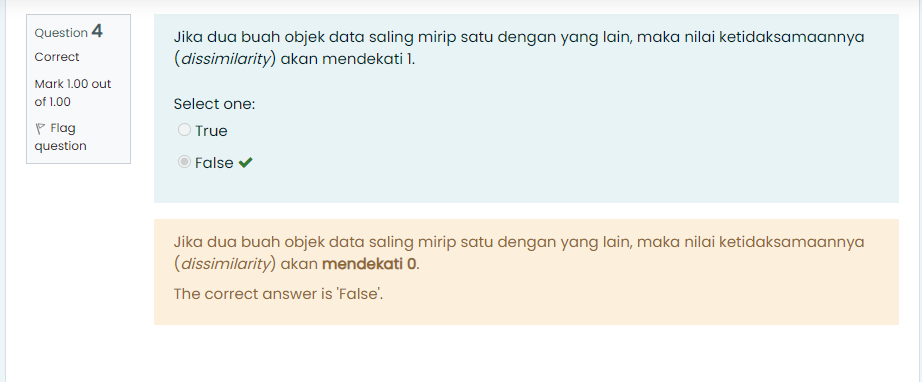 Question 4
Correct
Mark 1.00 out
of 1.00
Flag
question
Jika dua buah objek data saling mirip satu dengan yang lain, maka nilai ketidaksamaannya
(dissimilarity) akan mendekati 1.
Select one:
True
False
Jika dua buah objek data saling mirip satu dengan yang lain, maka nilai ketidaksamaannya
(dissimilarity) akan mendekati 0.
The correct answer is 'False'.